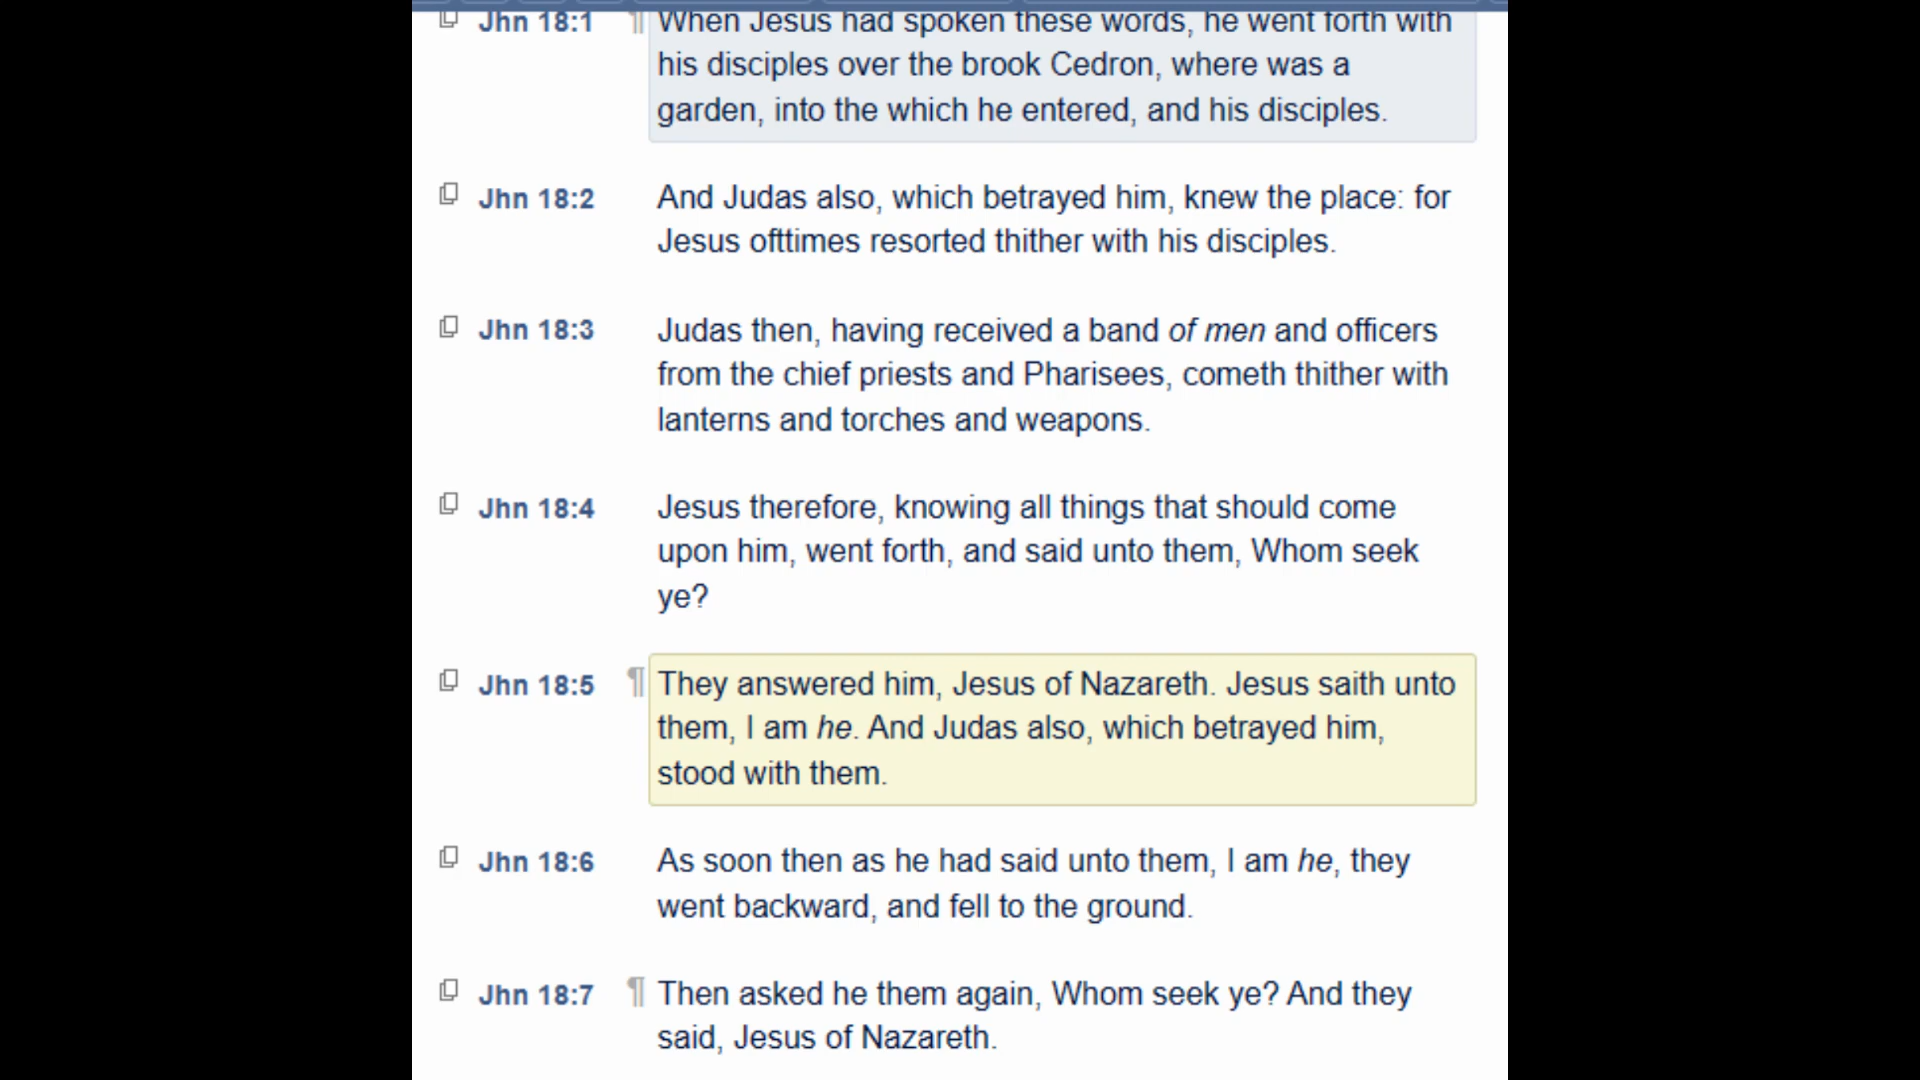 Jhn 18:1 ¶ When Jesus had spoken these words, he went forth with
his disciples over the brook Cedron, where was a
garden, into the which he entered, and his disciples.
Jhn 18:2 And Judas also, which betrayed him, knew the place: for
Jesus ofttimes resorted thither with his disciples.
Jhn 18:3 Judas then, having received a band of men and officers
from the chief priests and Pharisees, cometh thither with
lanterns and torches and weapons.
Jhn 18:4 Jesus therefore, knowing all things that should come
upon him, went forth, and said unto them, Whom seek
ye?
Jhn 18:5 ¶ They answered him, Jesus of Nazareth. Jesus saith unto
them, I am he. And Judas also, which betrayed him,
stood with them.
Jhn 18:6 As soon then as he had said unto them, I am he, they
went backward, and fell to the ground.
Jhn 18:7 ¶ Then asked he them again, Whom seek ye? And they
said, Jesus of Nazareth.